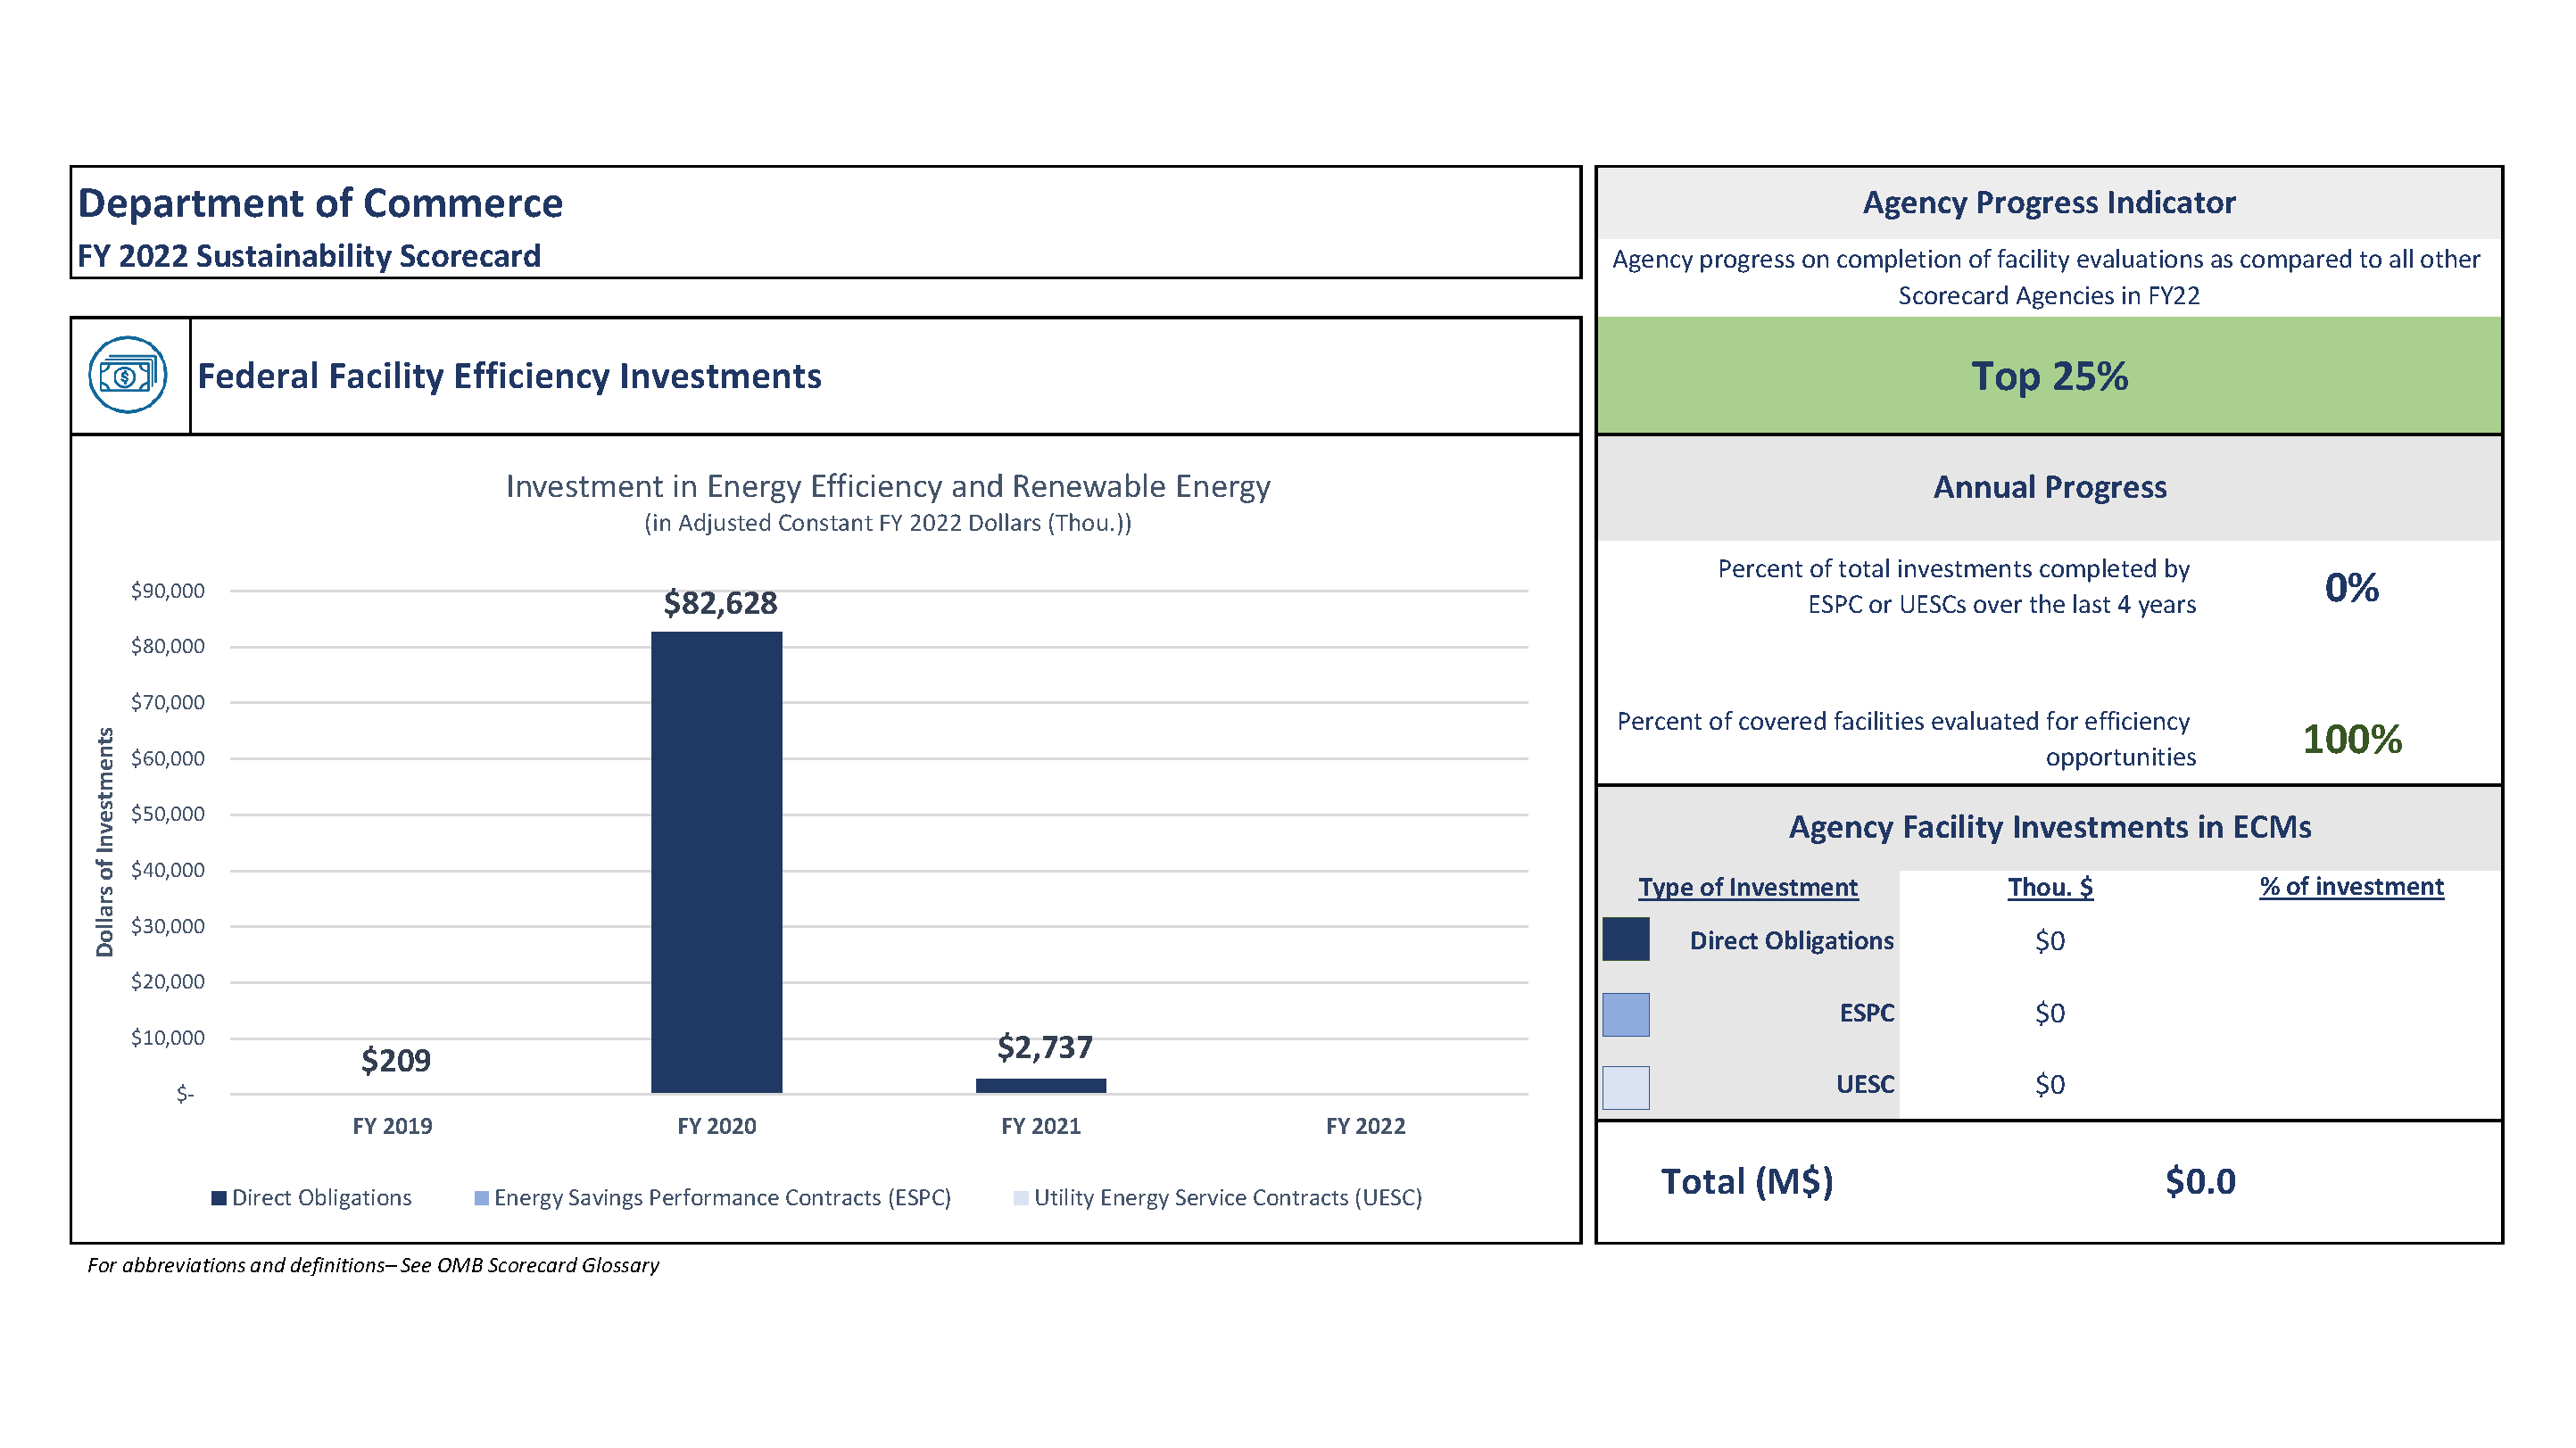 Department of Commerce
FY 2022 Sustainability Scorecard
Federal Facility Efficiency Investments
Investment in Energy Efficiency and Renewable Energy
(in Adjusted Constant FY 2022 Dollars (Thou.))
Dollars of Investments
$90,000
$80,000
$70,000
$60,000
$50,000
$40,000
$30,000
$20,000
$10,000
$-
$209
$82,628
$2,737
FY 2019
FY 2020
FY 2021
FY 2022
Direct Obligations
Energy Savings Performance Contracts (ESPC)
Utility Energy Service Contracts (UESC)
For abbreviations and definitions– See OMB Scorecard Glossary
Agency Progress Indicator
Agency progress on completion of facility evaluations as compared to all other
Scorecard Agencies in FY22
Top 25%
Annual Progress
Percent of total investments completed by
ESPC or UESCs over the last 4 years
0%
Percent of covered facilities evaluated for efficiency
opportunities
100%
Agency Facility Investments in ECMs
Type of Investment Thou. $ % of investment
Direct Obligations $0
ESPC $0
UESC $0
Total (M$) $0.0